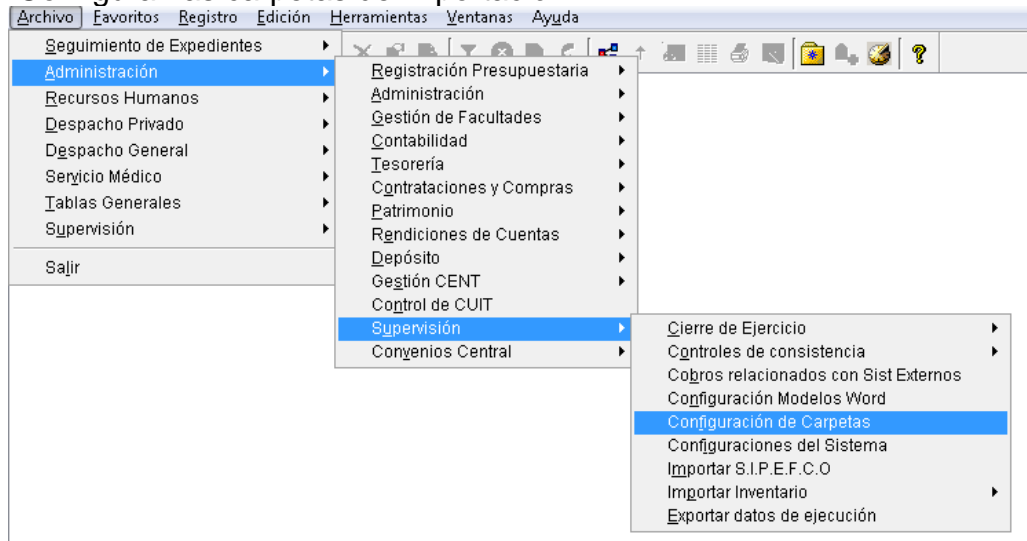 Archivo Favoritos Registro Edición Herramientas Ventanas Ayuda
Seguimiento de Expedientes
Administración
Recursos Humanos
Despacho Privado
Despacho General
Servicio Médico
Tablas Generales
Supervisión
Salir
Registración Presupuestaria
Administración
Gestión de Facultades
Contabilidad
Tesorería
Contrataciones y Compras
Patrimonio
Rendiciones de Cuentas
Depósito
Gestión CENT
Control de CUIT
Supervisión
Convenios Central
Cierre de Ejercicio
Controles de consistencia
Cobros relacionados con Sist Externos
Configuración Modelos Word
Configuración de Carpetas
Configuraciones del Sistema
Importar S.I.P.E.F.C.O
Importar Inventario
Exportar datos de ejecución